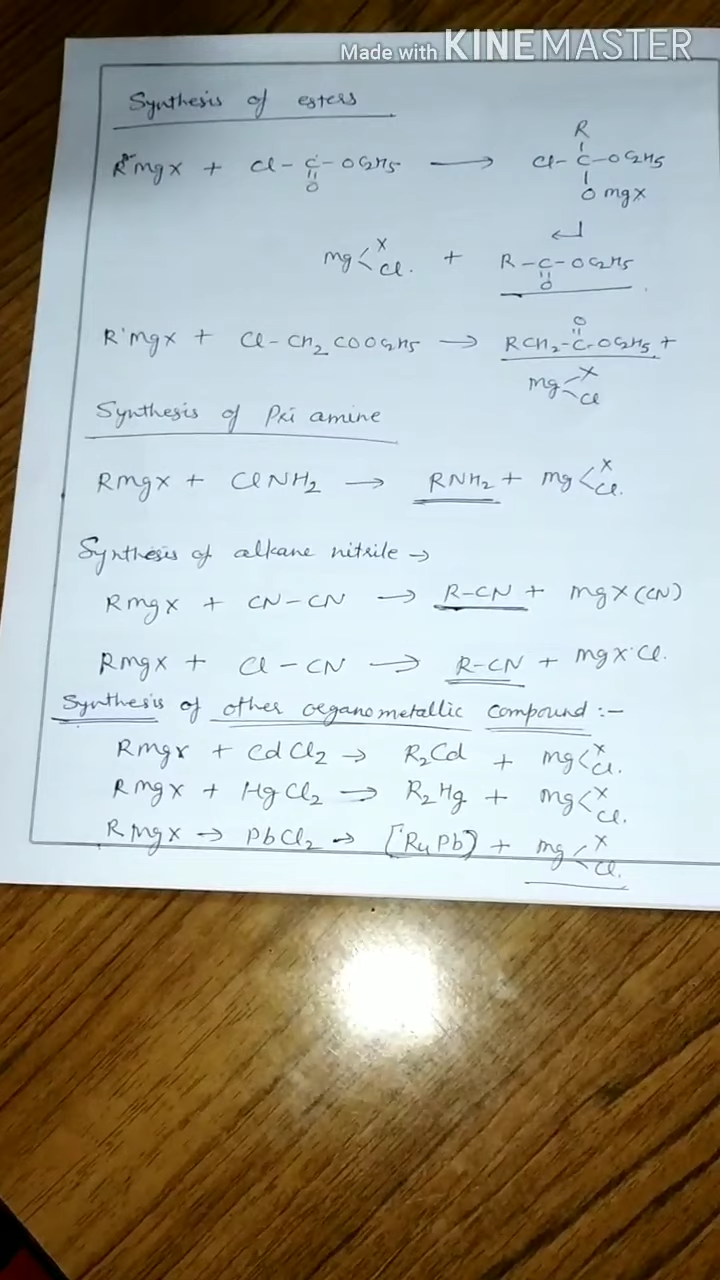 Made with KINEMASTER
Synthesis of esters
RMgX + Cl-C(=O)-OC2H5 → Cl-C(R)(OMgX)-OC2H5
↵
Mg<X Cl. + R-C(=O)-OC2H5
R'MgX + Cl-CH2COOC2H5 → RCH2-C(=O)-OC2H5 +
Mg<X Cl
Synthesis of Pri amine
RMgX + ClNH2 → RNH2 + Mg<X Cl.
Synthesis of alkane nitrile →
RMgX + CN-CN → R-CN + MgX(CN)
RMgX + Cl-CN → R-CN + MgX·Cl.
Synthesis of other organometallic compound :-
RMgX + CdCl2 → R2Cd + Mg<X Cl.
RMgX + HgCl2 → R2Hg + Mg<X Cl.
RMgX → PbCl2 → [R4Pb) + Mg<X Cl.